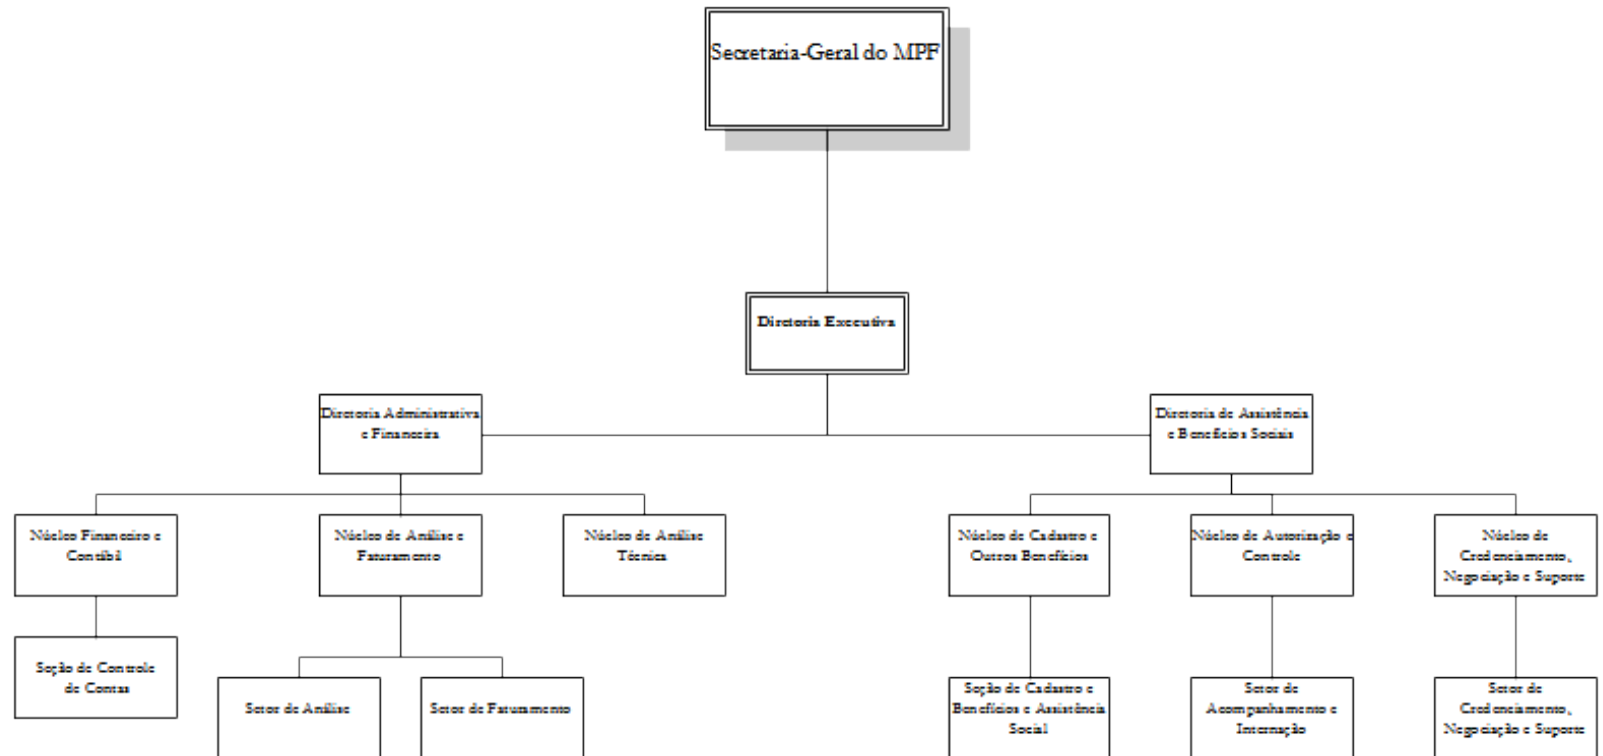 Secretaria-Geral do MPF
Diretoria Executiva
Diretoria Administrativa
e Financeira
Diretoria de Assistência
e Benefícios Sociais
Núcleo Financeiro e
Contábil
Núcleo de Análise e
Faturamento
Núcleo de Análise
Técnica
Núcleo de Cadastro e
Outros Benefícios
Núcleo de Autorização e
Controle
Núcleo de
Credenciamento,
Negociação e Suporte
Seção de Controle
de Contas
Setor de Análise
Setor de Faturamento
Seção de Cadastro e
Benefícios e Assistência
Social
Setor de
Acompanhamento e
Internação
Setor de
Credenciamento,
Negociação e Suporte